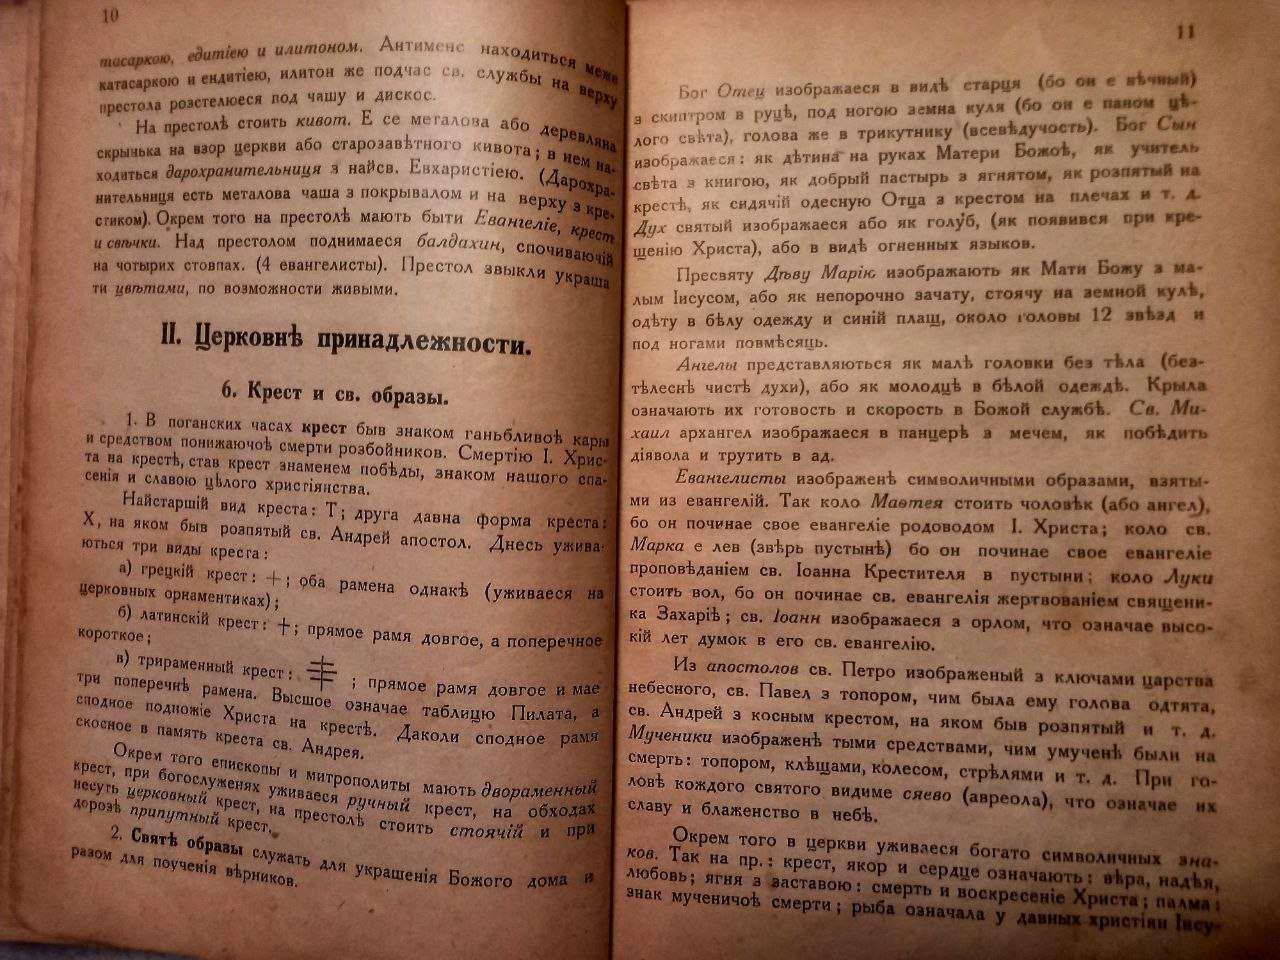 10
тасаркою, едитіею и илитоном. Антиминс находиться меже
катасаркою и ендитіею, илитон же подчас св. службы на верху
престола розстелюеся под чашу и дискос.
На престолѣ стоить кивот. Е се металова або деревляна
скрынька на взор церкви або старозавѣтного кивота; в нем на-
ходиться дарохранительниця з найсв. Евхаристіею. (Дарохра-
нительниця есть металова чаша з покрывалом и на верху з кре-
стиком). Окрем того на престолѣ мають быти Евангеліе, крест
и свѣчки. Над престолом поднимаеся балдахин, спочиваючій
на чотырих стовпах. (4 евангелисты). Престол звыкли украша
ти цвѣтами, по возможности живыми.
II. Церковнѣ принадлежности.
6. Крест и св. образы.
1. В поганских часах крест быв знаком ганьбливоѣ кары
и средством понижаючоѣ смерти розбойников. Смертію І. Хрис-
та на крестѣ, став крест знаменем побѣды, знаком нашого спа-
сенія и славою цѣлого христіянства.
Найстаршій вид креста: Т; друга давна форма креста:
X, на яком быв розпятый св. Андрей апостол. Днесь ужива-
ються три виды креста:
а) грецкій крест: +; оба рамена однакѣ (уживаеся на
церковных орнаментиках);
б) латинскій крест: †; прямое рамя довгое, а поперечное
короткое;
в) трираменный крест: ; прямое рамя довгое и мае
три поперечнѣ рамена. Высшое означае таблицю Пилата, а
сподное подножіе Христа на крестѣ. Даколи сподное рамя
скосное в память креста св. Андрея.
Окрем того епископы и митрополиты мають двораменный
крест, при богослуженях уживаеся ручный крест, на обходах
несуть церковный крест, на престолѣ стоить стоячій и при
дорозѣ припутный крест.
2. Святѣ образы служать для украшенія Божого дома и
разом для поученія вѣрников.
11
Бог Отец изображаеся в видѣ старця (бо он е вѣчный)
з скиптром в руцѣ, под ногою земна куля (бо он е паном цѣ-
лого свѣта), голова же в трикутнику (всевѣдучость). Бог Сын
изображаеся: як дѣтина на руках Матери Божоѣ, як учитель
свѣта з книгою, як добрый пастырь з ягнятом, як розпятый на
крестѣ, як сидячій одесную Отца з крестом на плечах и т. д.
Дух святый изображаеся або як голуб, (як появився при кре-
щенію Христа), або в видѣ огненных языков.
Пресвяту Дѣву Марію изображають як Мати Божу з ма-
лым Іисусом, або як непорочно зачату, стоячу на земной кулѣ,
одѣту в бѣлу одежду и синій плащ, около головы 12 звѣзд и
под ногами повмѣсяць.
Ангелы представляються як малѣ головки без тѣла (без-
тѣлеснѣ чистѣ духи), або як молодцѣ в бѣлой одеждѣ. Крыла
означають их готовость и скорость в Божой службѣ. Св. Ми-
хаил архангел изображаеся в панцерѣ з мечем, як побѣдить
діявола и трутить в ад.
Евангелисты изображенѣ символичными образами, взяты-
ми из евангелій. Так коло Маѳтея стоить чоловѣк (або ангел),
бо он починае свое евангеліе родоводом І. Христа; коло св.
Марка е лев (звѣрь пустынѣ) бо он починае свое евангеліе
проповѣданіем св. Іоанна Крестителя в пустыни; коло Луки
стоить вол, бо он починае св. евангелія жертвованіем священи-
ка Захаріѣ; св. Іоанн изображаеся з орлом, что означае высо-
кій лет думок в его св. евангелію.
Из апостолов св. Петро изображеный з ключами царства
небесного, св. Павел з топором, чим была ему голова одтята,
св. Андрей з косным крестом, на яком быв розпятый и т. д.
Мученики изображенѣ тыми средствами, чим умученѣ были на
смерть: топором, клѣщами, колесом, стрѣлями и т. д. При го-
ловѣ кождого святого видиме сяево (авреола), что означае их
славу и блаженство в небѣ.
Окрем того в церкви уживаеся богато символичных зна-
ков. Так на пр.: крест, якор и сердце означають: вѣра, надѣя,
любовь; ягня з заставою: смерть и воскресеніе Христа; палма:
знак мученичоѣ смерти; рыба означала у давных христіян Іису-